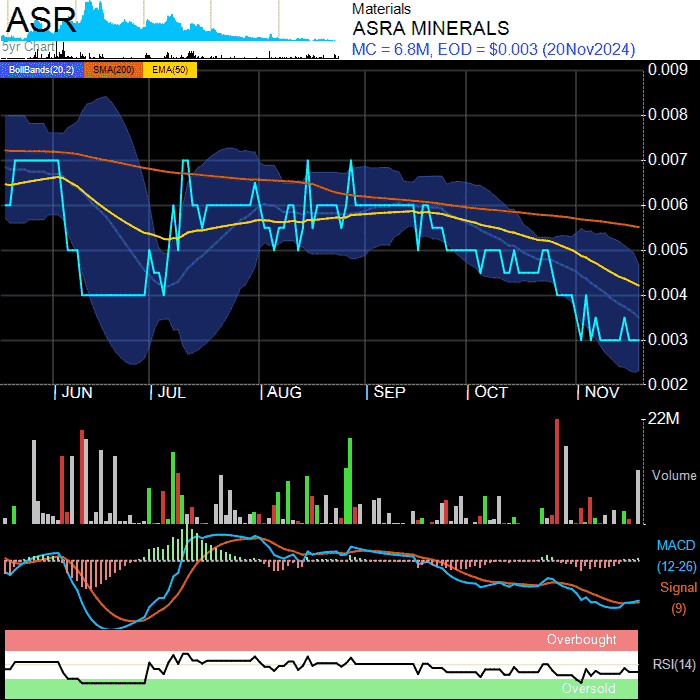 ASR
5yr Chart
Materials
ASRA MINERALS
MC = 6.8M, EOD = $0.003 (20Nov2024)
BollBands(20,2) SMA(200) EMA(50)
0.009
0.008
0.007
0.006
0.005
0.004
0.003
0.002
JUN JUL AUG SEP OCT NOV
22M
Volume
MACD
(12-26)
Signal
(9)
Overbought
RSI(14)
Oversold